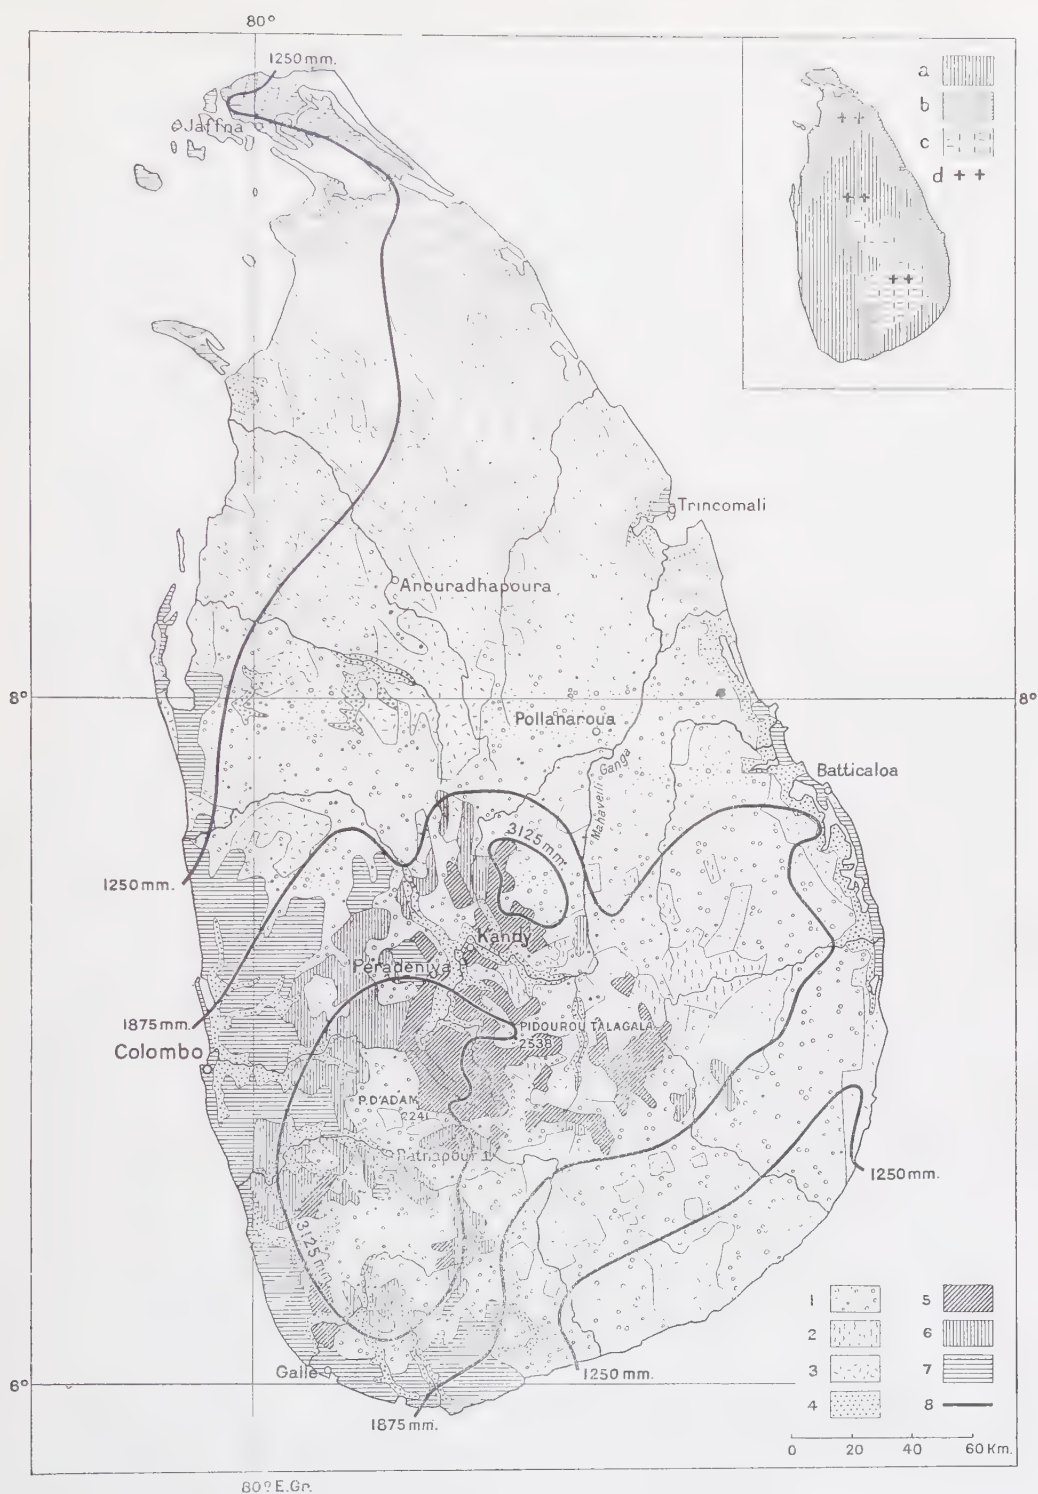 80°
1250 mm.
Jaffna
a
b
c
d
Trincomali
Anouradhapoura
8°
8°
Pollanaroua
Mahaveili Ganga
Batticaloa
3125 mm.
1250 mm.
Kandy
Peradeniya
1875 mm.
Colombo
PIDOUROU TALAGALA
2538
P. D'ADAM
2241
Ratnapoura
1250 mm.
3125 mm.
1 5
2 6
3 7
4 8
Galle
6°
1250 mm.
1875 mm.
0 20 40 60 Km.
80° E.Gr.